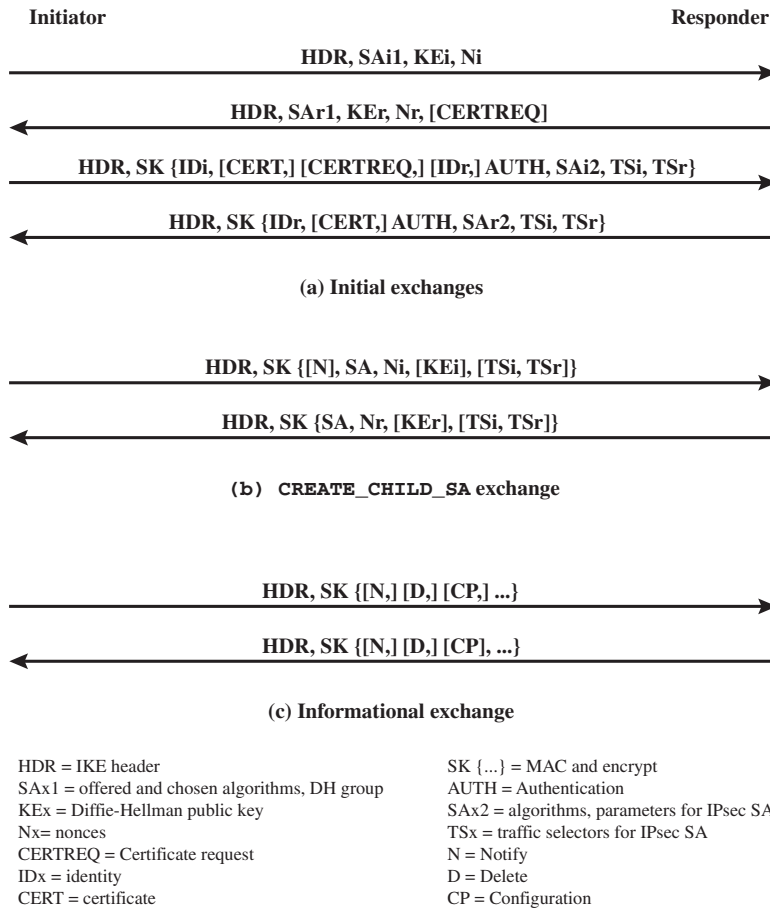 Initiator Responder
HDR, SAi1, KEi, Ni
HDR, SAr1, KEr, Nr, [CERTREQ]
HDR, SK {IDi, [CERT,] [CERTREQ,] [IDr,] AUTH, SAi2, TSi, TSr}
HDR, SK {IDr, [CERT,] AUTH, SAr2, TSi, TSr}
(a) Initial exchanges
HDR, SK {[N], SA, Ni, [KEi], [TSi, TSr]}
HDR, SK {SA, Nr, [KEr], [TSi, TSr]}
(b) CREATE_CHILD_SA exchange
HDR, SK {[N,] [D,] [CP,] ...}
HDR, SK {[N,] [D,] [CP], ...}
(c) Informational exchange
HDR = IKE header
SAx1 = offered and chosen algorithms, DH group
KEx = Diffie-Hellman public key
Nx= nonces
CERTREQ = Certificate request
IDx = identity
CERT = certificate
SK {...} = MAC and encrypt
AUTH = Authentication
SAx2 = algorithms, parameters for IPsec SA
TSx = traffic selectors for IPsec SA
N = Notify
D = Delete
CP = Configuration